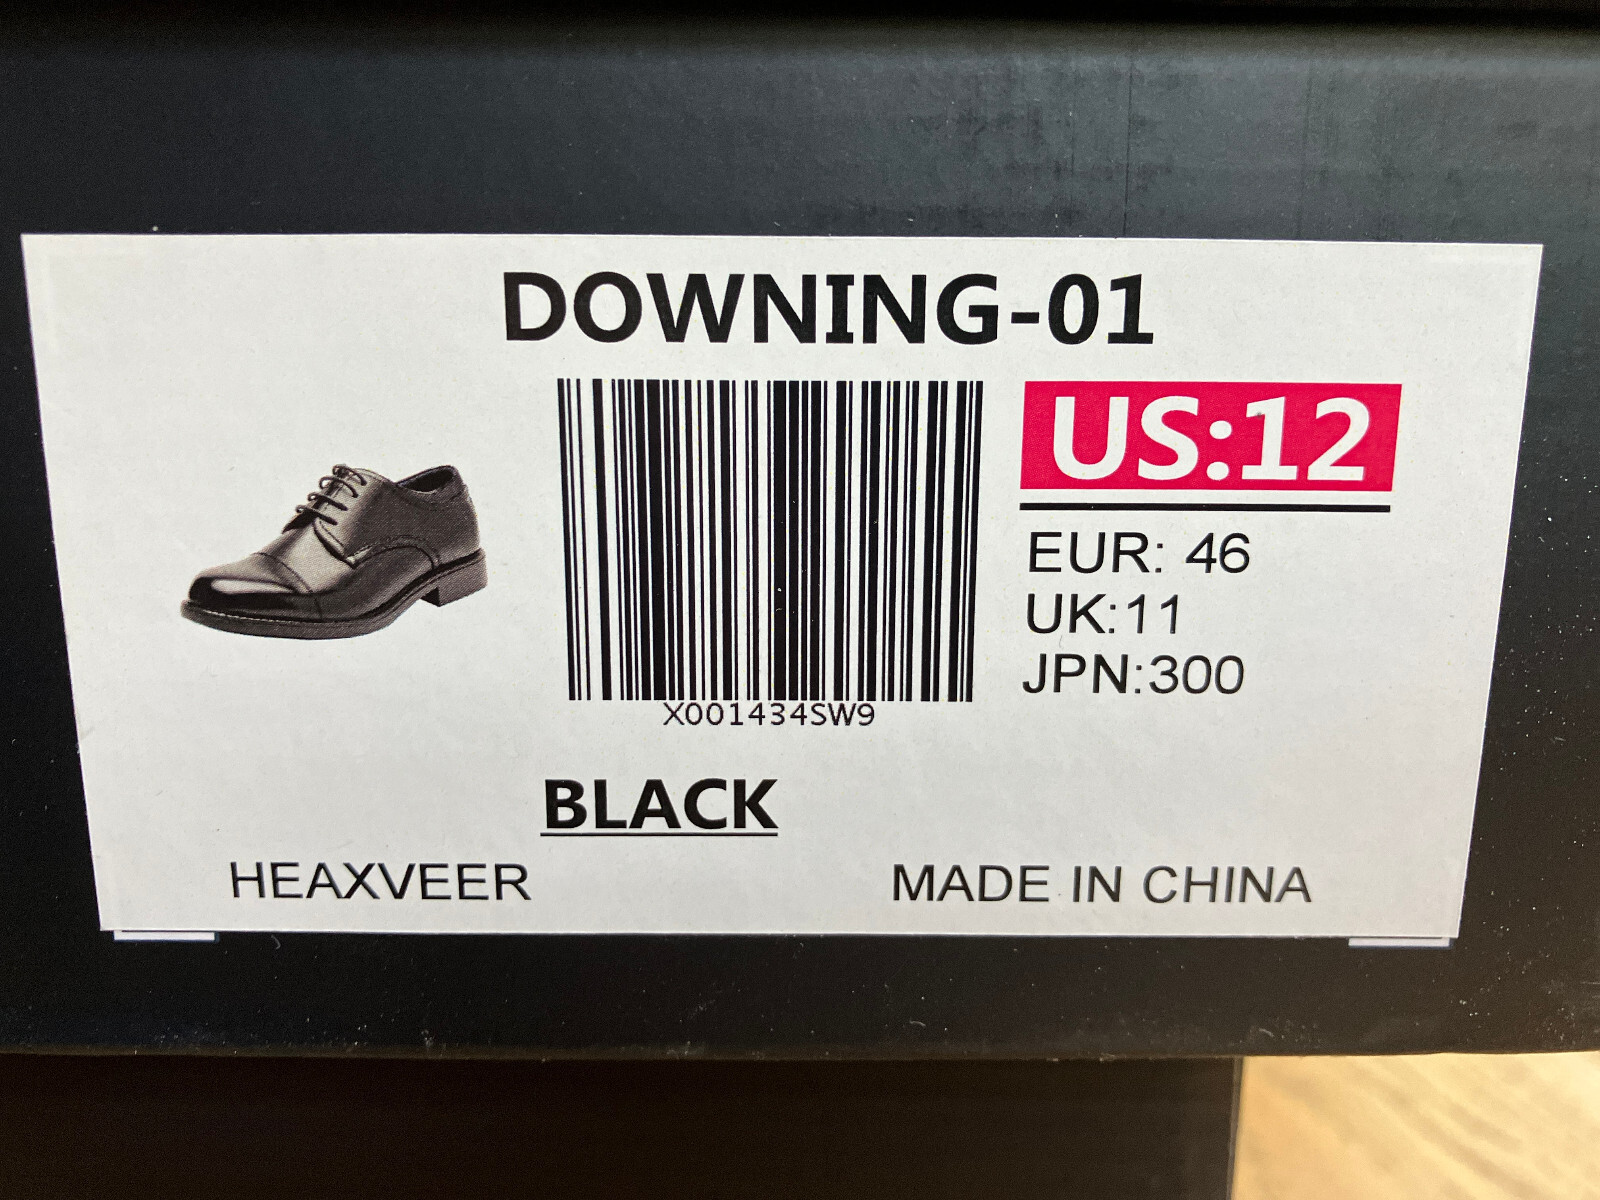 DOWNING-01
US:12
EUR: 46
UK:11
JPN:300
X001434SW9
BLACK
HEAXVEER
MADE IN CHINA